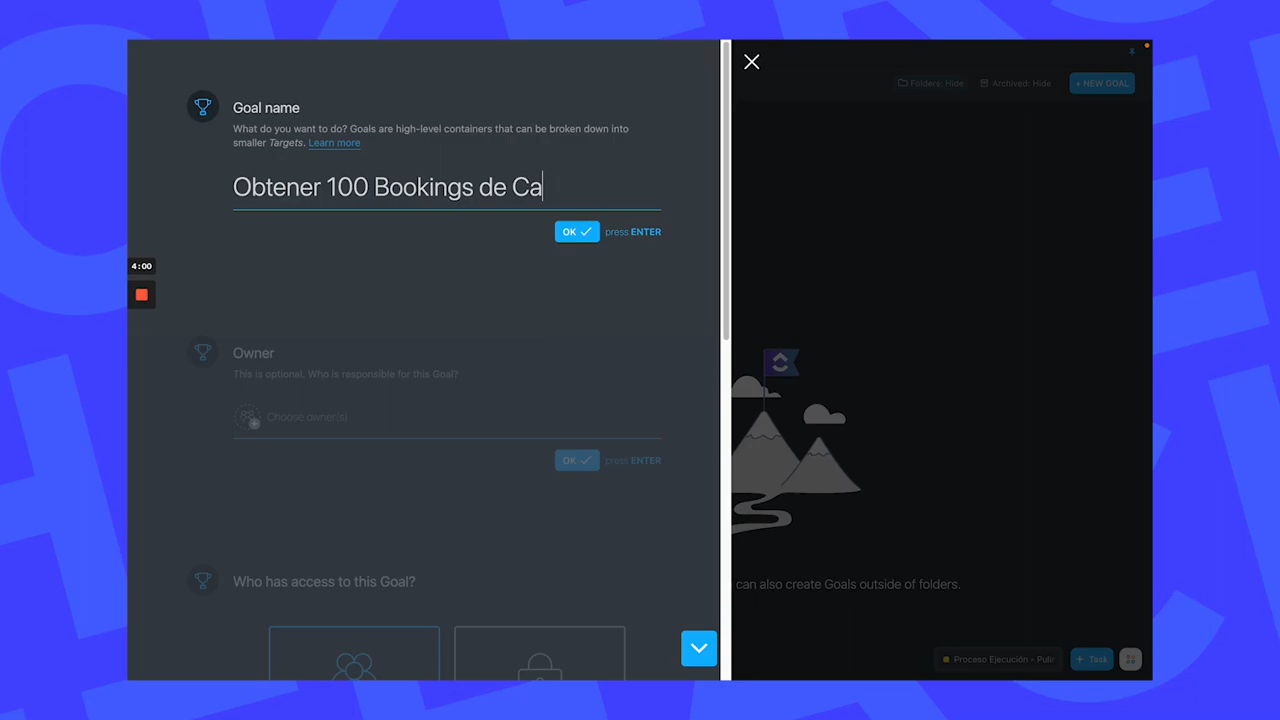 Goal name
What do you want to do? Goals are high-level containers that can be broken down into
smaller Targets. Learn more
Obtener 100 Bookings de Ca
OK press ENTER
4:00
Owner
This is optional. Who is responsible for this Goal?
Choose owner(s)
OK press ENTER
Who has access to this Goal?
Folders: Hide
Archived: Hide
+ NEW GOAL
can also create Goals outside of folders.
Proceso Ejecución - Pulir
+ Task